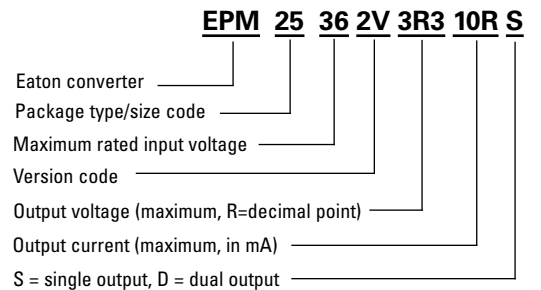 EPM 25 36 2V 3R3 10R S
Eaton converter
Package type/size code
Maximum rated input voltage
Version code
Output voltage (maximum, R=decimal point)
Output current (maximum, in mA)
S = single output, D = dual output